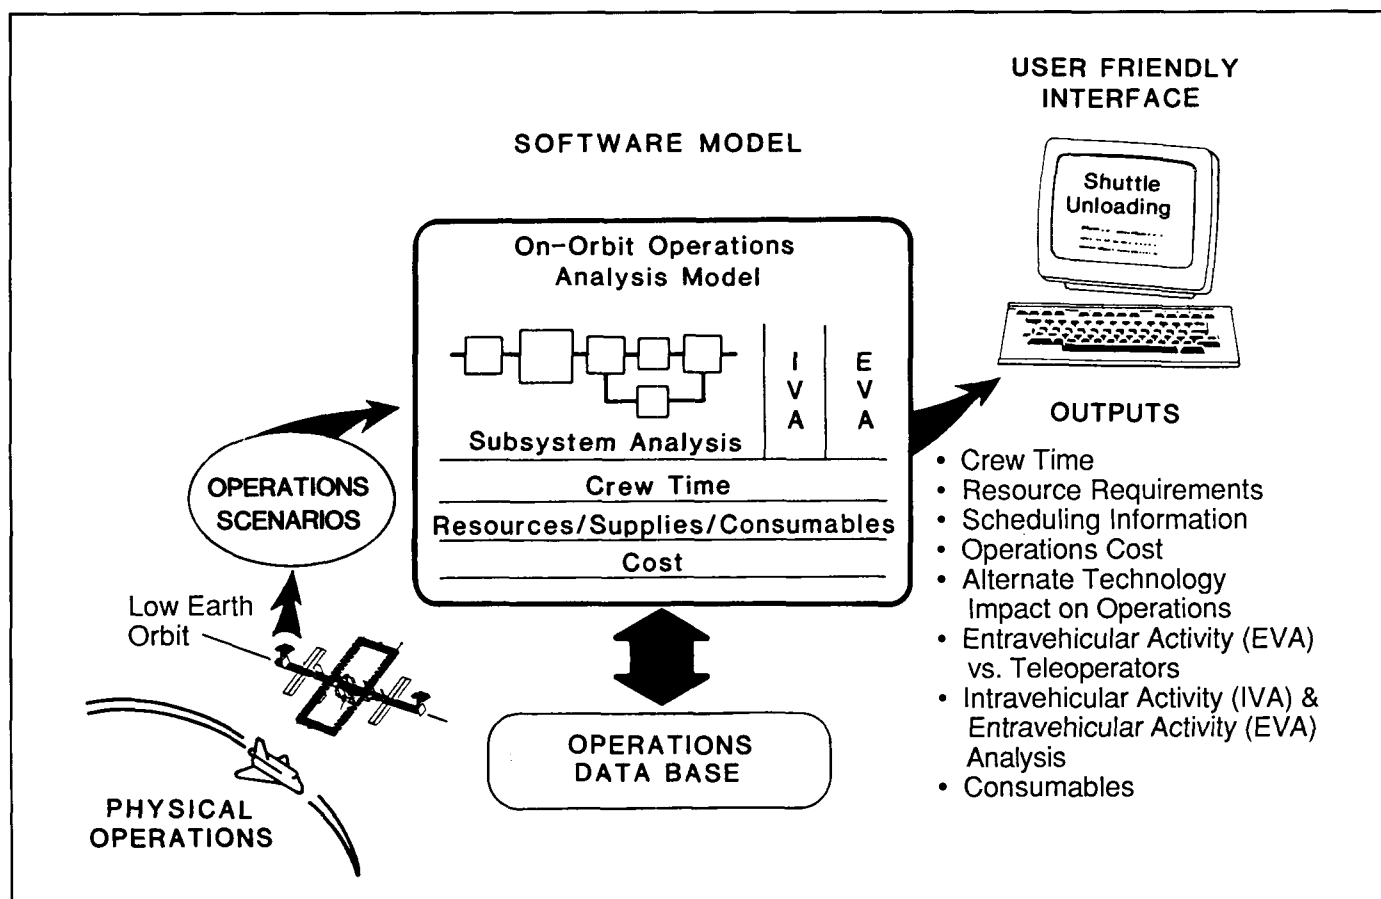 USER FRIENDLY
INTERFACE
SOFTWARE MODEL
Shuttle
Unloading
On-Orbit Operations
Analysis Model
I
V
A
E
V
A
Subsystem Analysis
Crew Time
Resources/Supplies/Consumables
Cost
OPERATIONS
SCENARIOS
Low Earth
Orbit
PHYSICAL
OPERATIONS
OPERATIONS
DATA BASE
OUTPUTS
• Crew Time
• Resource Requirements
• Scheduling Information
• Operations Cost
• Alternate Technology
Impact on Operations
• Entravehicular Activity (EVA)
vs. Teleoperators
• Intravehicular Activity (IVA) &
Entravehicular Activity (EVA)
Analysis
• Consumables